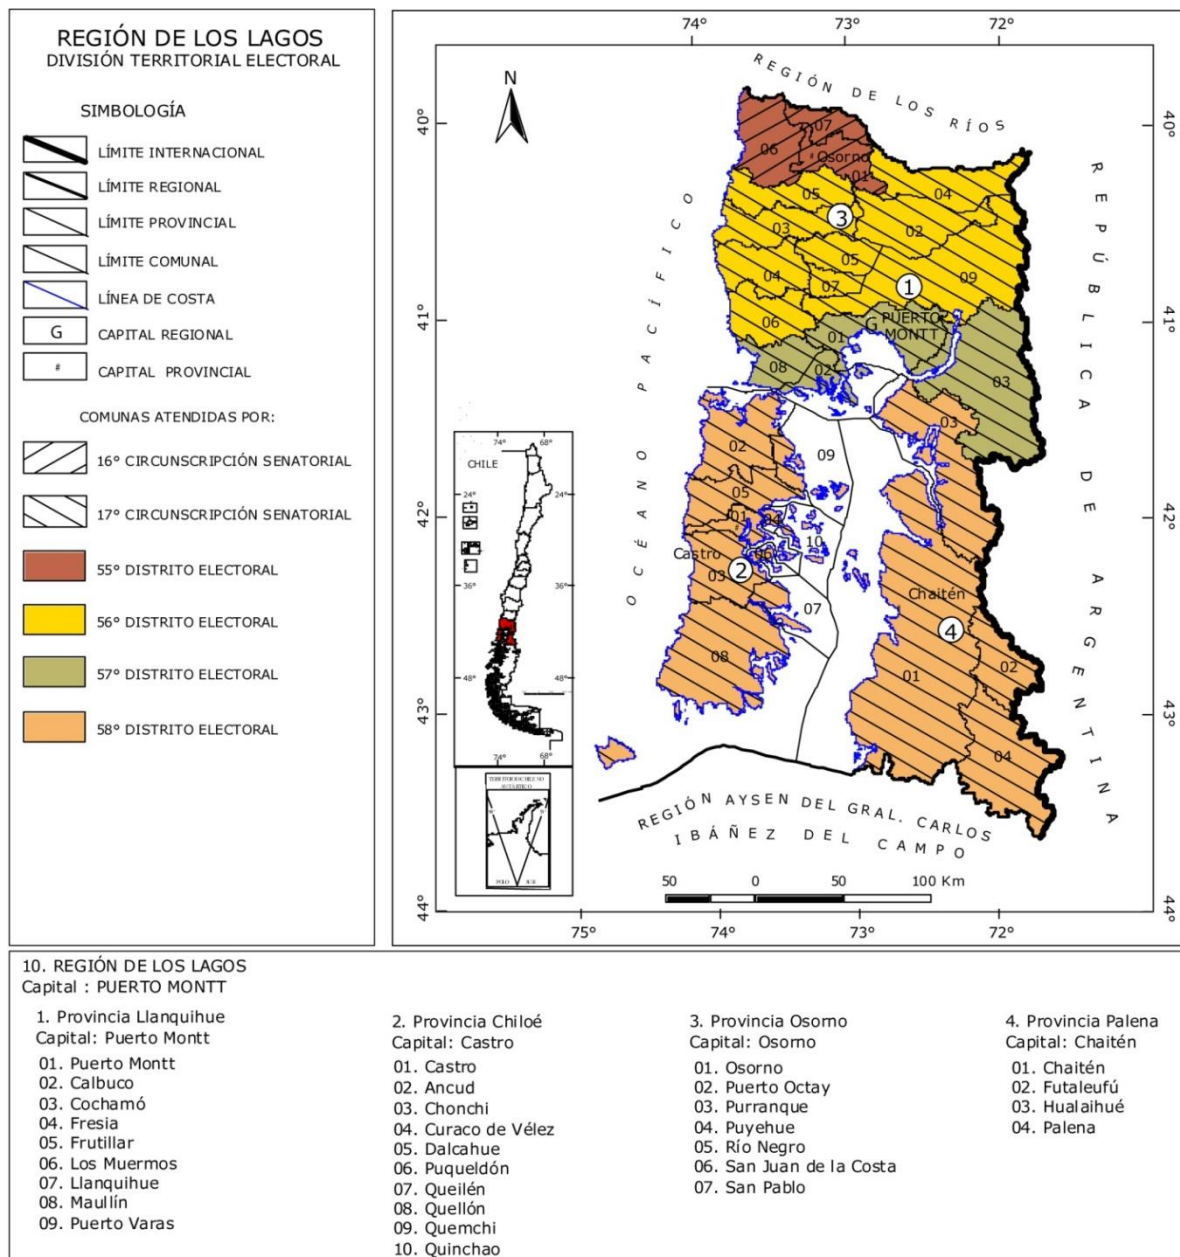 REGIÓN DE LOS LAGOS
DIVISIÓN TERRITORIAL ELECTORAL
SIMBOLOGÍA
LÍMITE INTERNACIONAL
LÍMITE REGIONAL
LÍMITE PROVINCIAL
LÍMITE COMUNAL
LÍNEA DE COSTA
G CAPITAL REGIONAL
# CAPITAL PROVINCIAL
COMUNAS ATENDIDAS POR:
16° CIRCUNSCRIPCIÓN SENATORIAL
17° CIRCUNSCRIPCIÓN SENATORIAL
55° DISTRITO ELECTORAL
56° DISTRITO ELECTORAL
57° DISTRITO ELECTORAL
58° DISTRITO ELECTORAL
74° 73° 72°
N
REGIÓN DE LOS RÍOS
40° 40°
07
06 # Osorno
01
05 04
3
03 02
05
04 07 09
1
41° 41°
06 01 G PUERTO
MONTT
08 02 03
03
OCÉANO PACÍFICO
REPÚBLICA DE ARGENTINA
02 09
05
42° 42°
01 04
#
10
Castro 06
03 2
07
Chaitén
4
08 01 02
43° 43°
04
REGIÓN AYSEN DEL GRAL. CARLOS
IBÁÑEZ DEL CAMPO
50 0 50 100 Km
44° 44°
75° 74° 73° 72°
74° 68°
CHILE
24° 24°
36° 36°
48° 48°
74° 68°
TERRITORIO CHILENO
ANTÁRTICO
POLO SUR
10. REGIÓN DE LOS LAGOS
Capital : PUERTO MONTT
1. Provincia Llanquihue
Capital: Puerto Montt
01. Puerto Montt
02. Calbuco
03. Cochamó
04. Fresia
05. Frutillar
06. Los Muermos
07. Llanquihue
08. Maullín
09. Puerto Varas
2. Provincia Chiloé
Capital: Castro
01. Castro
02. Ancud
03. Chonchi
04. Curaco de Vélez
05. Dalcahue
06. Puqueldón
07. Queilén
08. Quellón
09. Quemchi
10. Quinchao
3. Provincia Osorno
Capital: Osorno
01. Osorno
02. Puerto Octay
03. Purranque
04. Puyehue
05. Río Negro
06. San Juan de la Costa
07. San Pablo
4. Provincia Palena
Capital: Chaitén
01. Chaitén
02. Futaleufú
03. Hualaihué
04. Palena